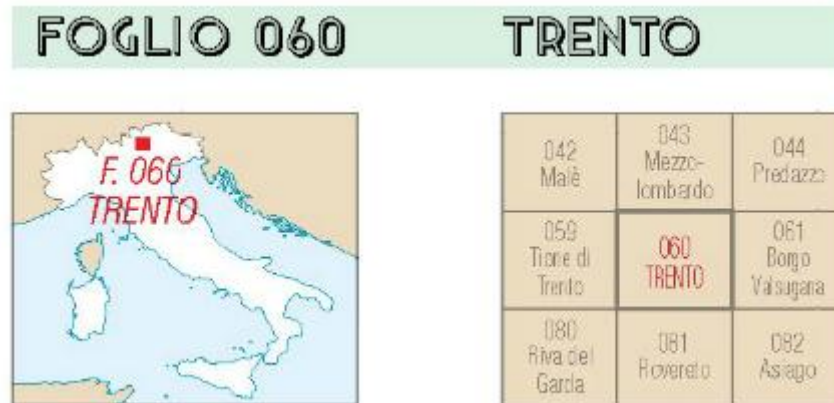 FOGLIO 060 TRENTO
F. 060
TRENTO
042
Malè
043
Mezzo-
lombardo
044
Predazzo
059
Tione di
Trento
060
TRENTO
061
Borgo
Valsugana
080
Riva del
Garda
081
Rovereto
082
Asiago